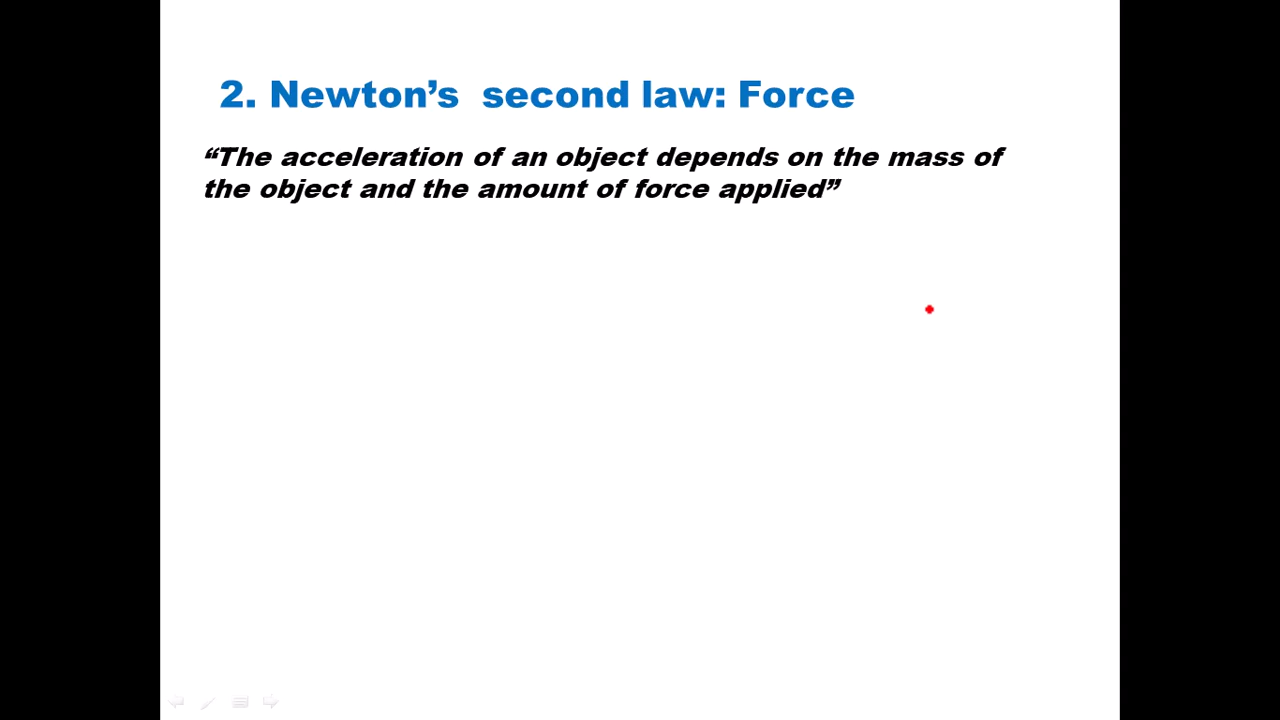 2. Newton’s  second law: Force
“The acceleration of an object depends on the mass of
the object and the amount of force applied”